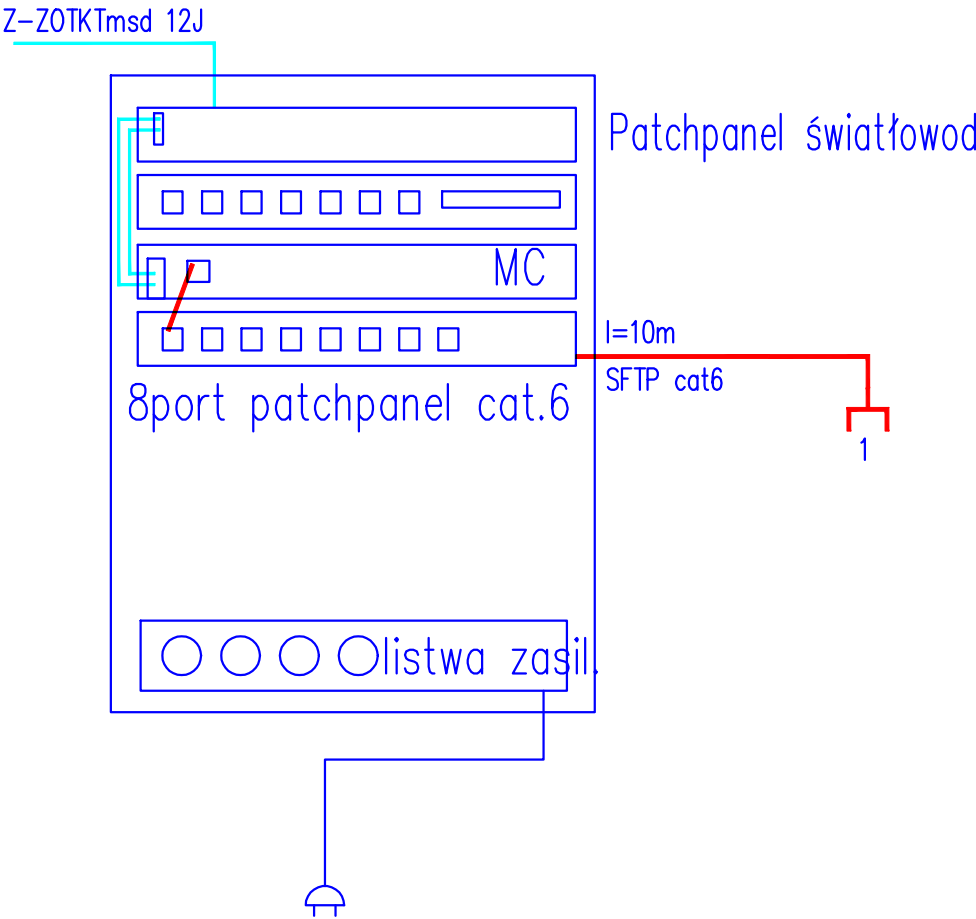 Z-ZOTKTmsd 12J
Patchpanel światłowod
MC
l=10m
SFTP cat6
8port patchpanel cat.6
1
listwa zasil.